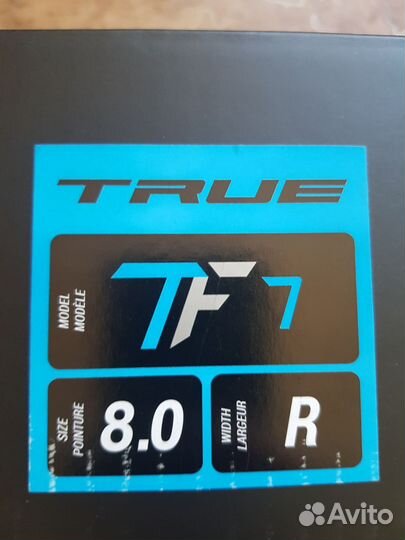 TRUE
MODEL
MODÈLE
TF7
SIZE
POINTURE
8.0
WIDTH
LARGEUR
R
Avito